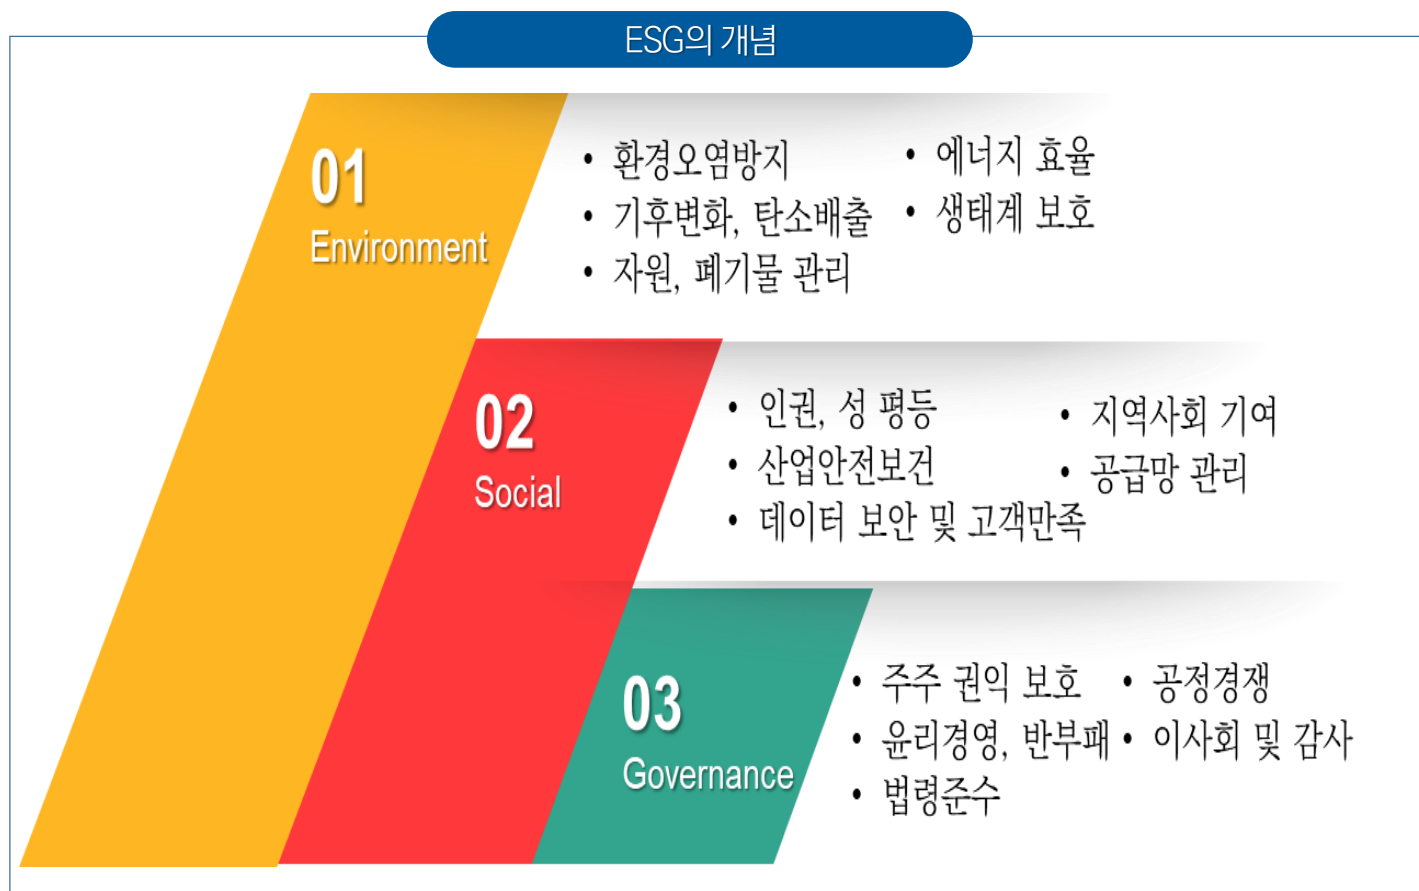 ESG의 개념
01
Environment
• 환경오염방지
• 기후변화, 탄소배출
• 자원, 폐기물 관리
• 에너지 효율
• 생태계 보호
02
Social
• 인권, 성 평등
• 산업안전보건
• 데이터 보안 및 고객만족
• 지역사회 기여
• 공급망 관리
03
Governance
• 주주 권익 보호
• 윤리경영, 반부패
• 법령준수
• 공정경쟁
• 이사회 및 감사